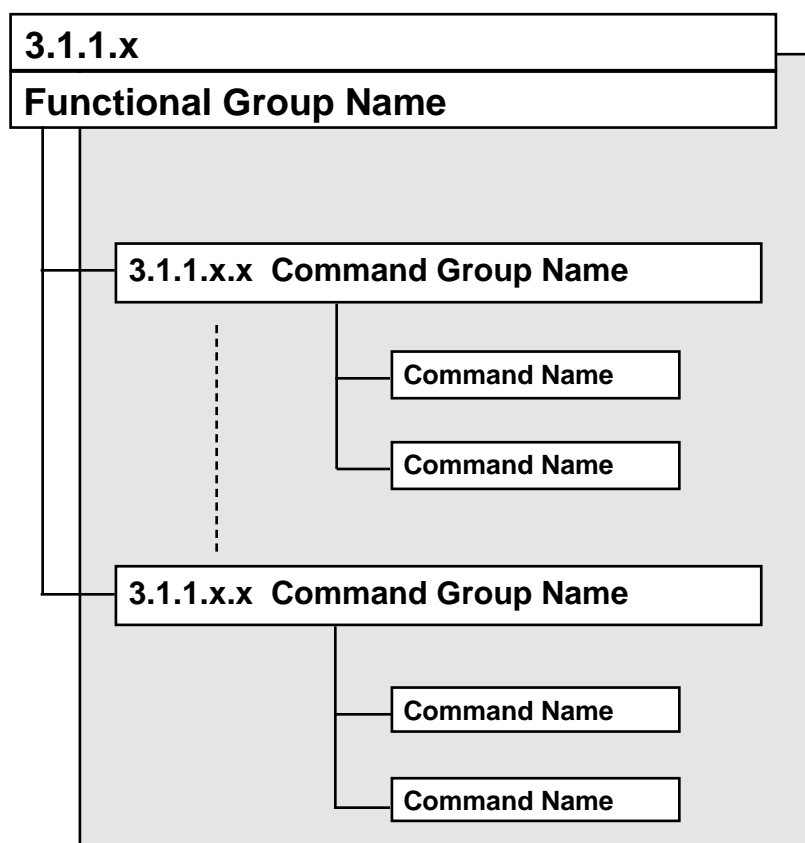 3.1.1.x
Functional Group Name
3.1.1.x.x  Command Group Name
Command Name
Command Name
3.1.1.x.x  Command Group Name
Command Name
Command Name